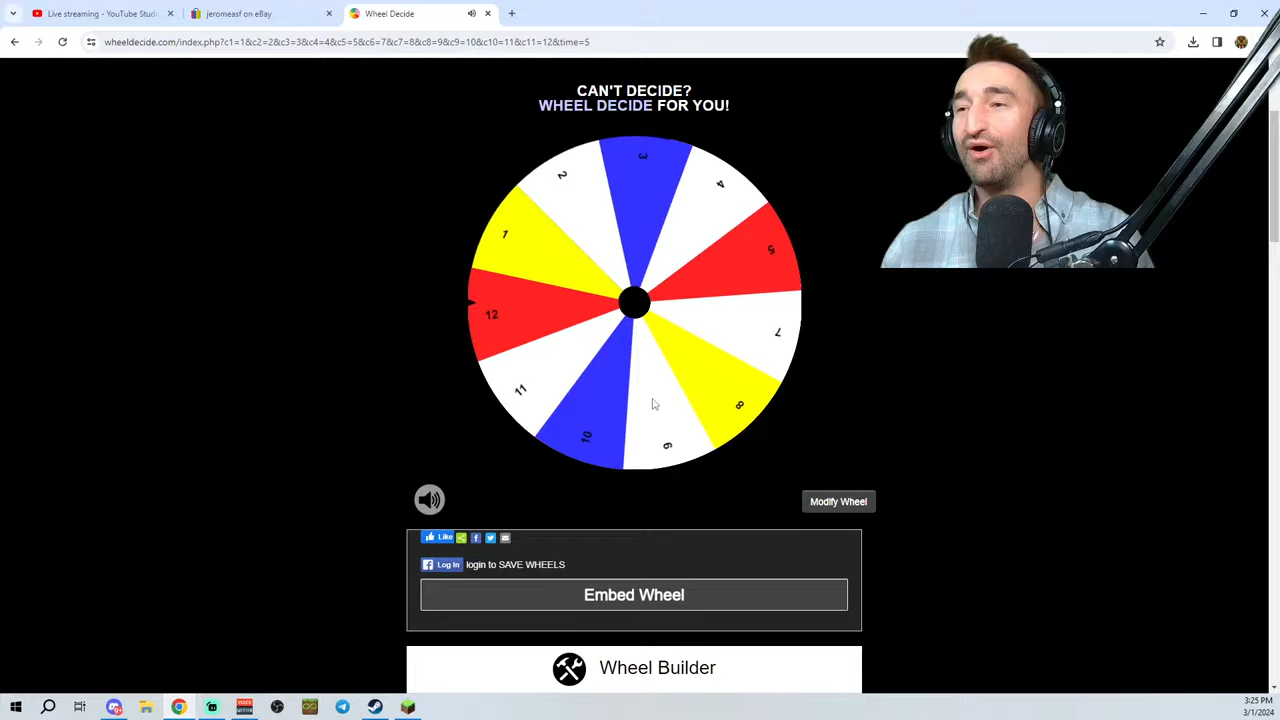 Live streaming - YouTube Studi
jeromeasf on eBay
Wheel Decide
wheeldecide.com/index.php?c1=1&c2=2&c3=3&c4=4&c5=5&c6=6&c7=7&c8=8&c9=9&c10=10&c11=11&c11=12&time=5
CAN'T DECIDE?
WHEEL DECIDE FOR YOU!
3
2
4
1
5
12
7
11
8
10
9
Modify Wheel
Like
Log In login to SAVE WHEELS
Embed Wheel
Wheel Builder
3:25 PM
3/1/2024